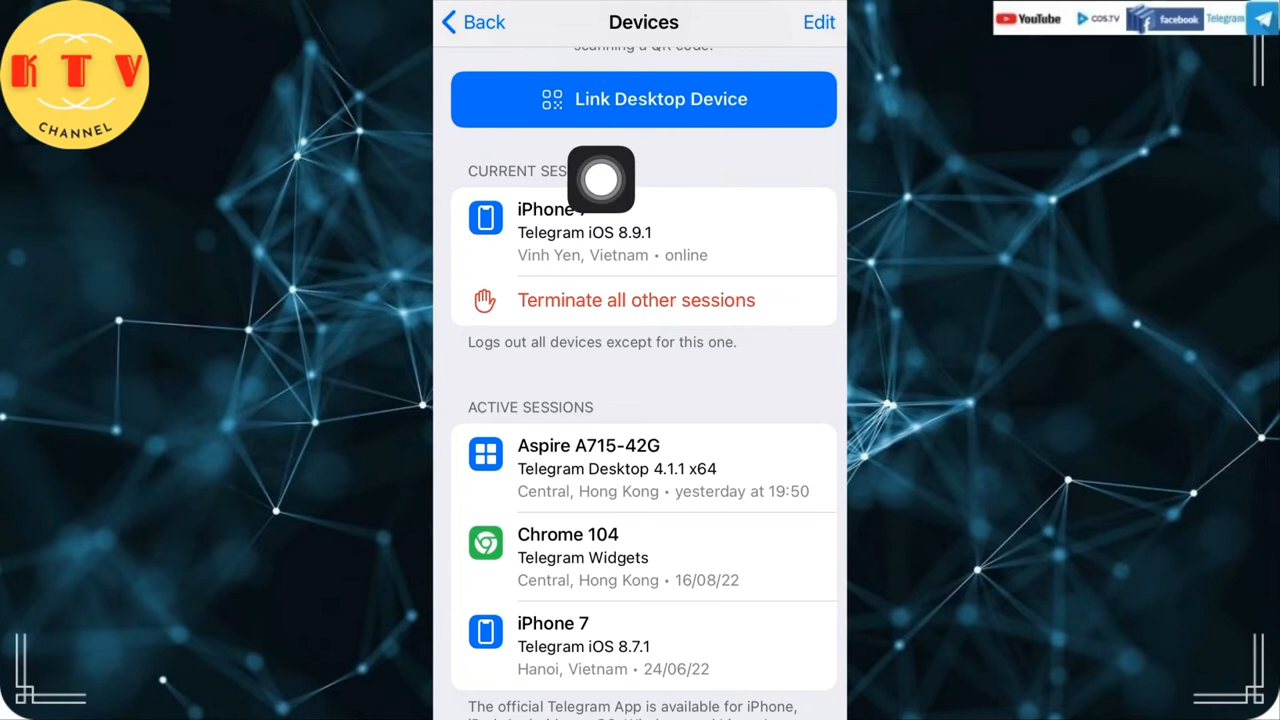 KTV
CHANNEL
YouTube
COS.TV
facebook
Telegram
Back
Devices
Edit
scanning a QR code.
Link Desktop Device
CURRENT
iPhone
Telegram iOS 8.9.1
Vinh Yen, Vietnam • online
Terminate all other sessions
Logs out all devices except for this one.
ACTIVE SESSIONS
Aspire A715-42G
Telegram Desktop 4.1.1 x64
Central, Hong Kong • yesterday at 19:50
Chrome 104
Telegram Widgets
Central, Hong Kong • 16/08/22
iPhone 7
Telegram iOS 8.7.1
Hanoi, Vietnam • 24/06/22
The official Telegram App is available for iPhone,